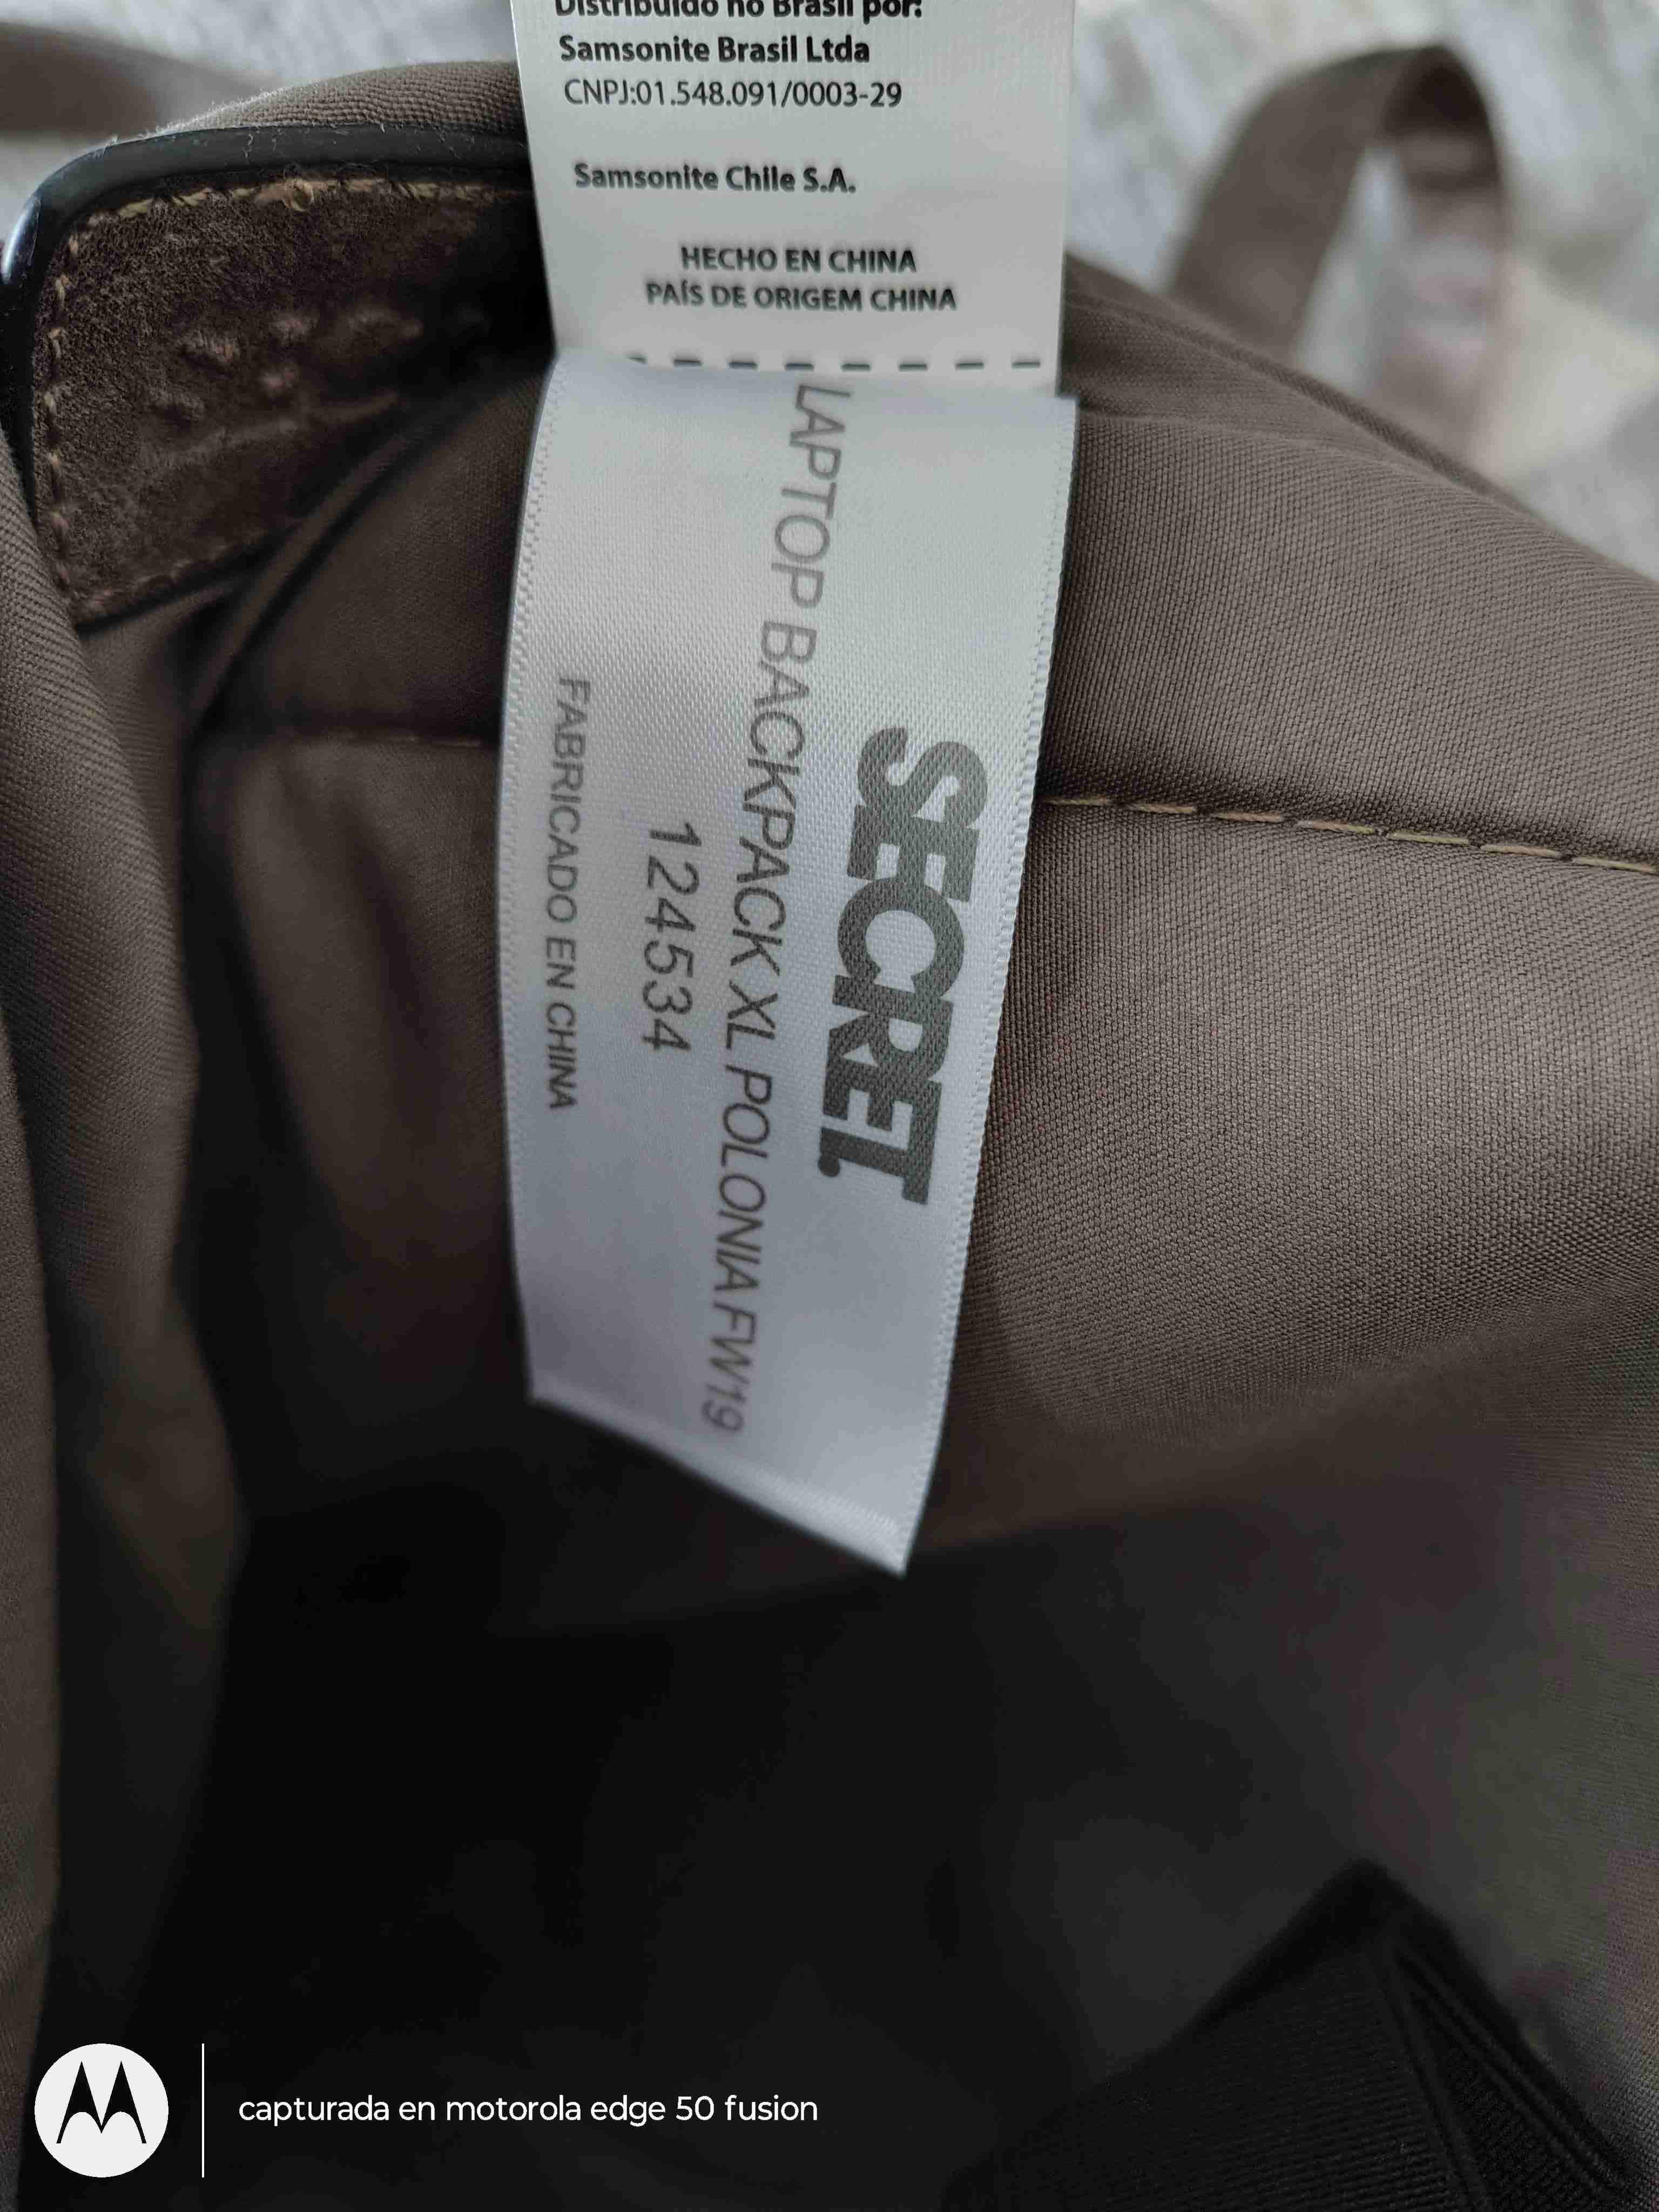 Distribuido no Brasil por:
Samsonite Brasil Ltda
CNPJ:01.548.091/0003-29
Samsonite Chile S.A.
HECHO EN CHINA
PAÍS DE ORIGEM CHINA
SECRET
LAPTOP BACKPACK XL POLONIA FW19
124534
FABRICADO EN CHINA
capturada en motorola edge 50 fusion